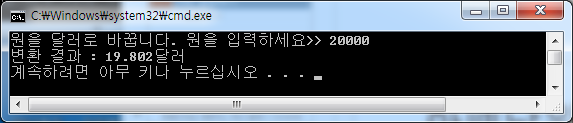 C:₩Windows₩system32₩cmd.exe
원을 달러로 바꿉니다. 원을 입력하세요>> 20000
변환 결과 : 19.802달러
계속하려면 아무 키나 누르십시오 . . .